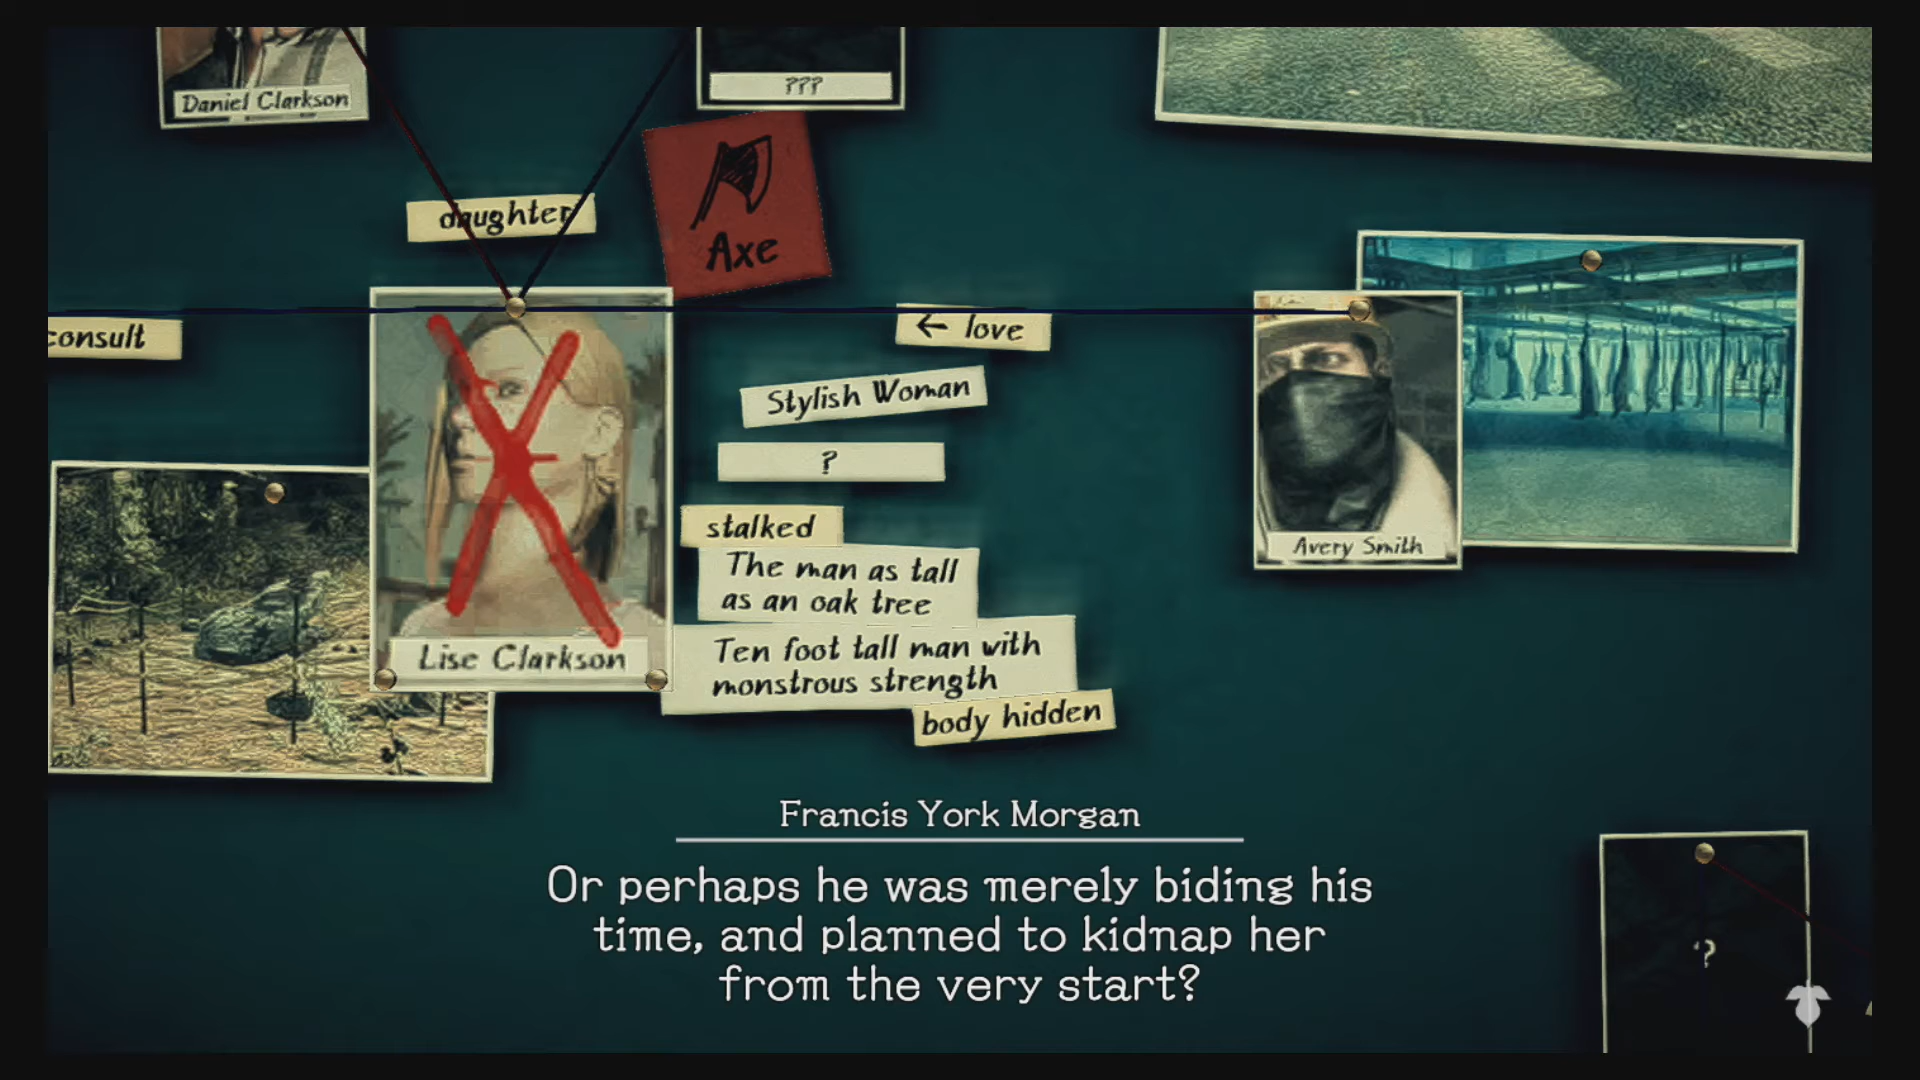 Daniel Clarkson
???
Axe
daughter
consult
← love
Stylish Woman
?
stalked
The man as tall
as an oak tree
Ten foot tall man with
monstrous strength
body hidden
Lise Clarkson
Avery Smith
?
Francis York Morgan
Or perhaps he was merely biding his
time, and planned to kidnap her
from the very start?